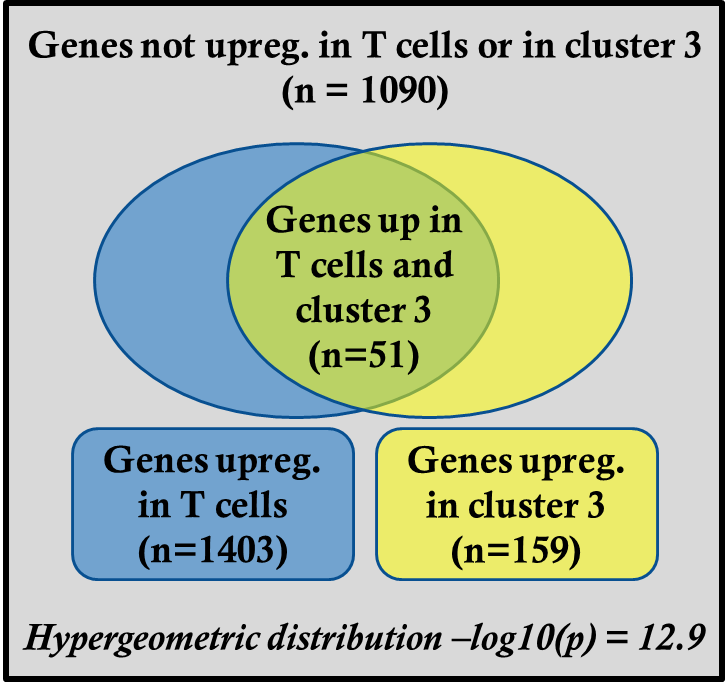 Genes not upreg. in T cells or in cluster 3
(n = 1090)
Genes up in
T cells and
cluster 3
(n=51)
Genes upreg.
in T cells
(n=1403)
Genes upreg.
in cluster 3
(n=159)
Hypergeometric distribution –log10(p) = 12.9